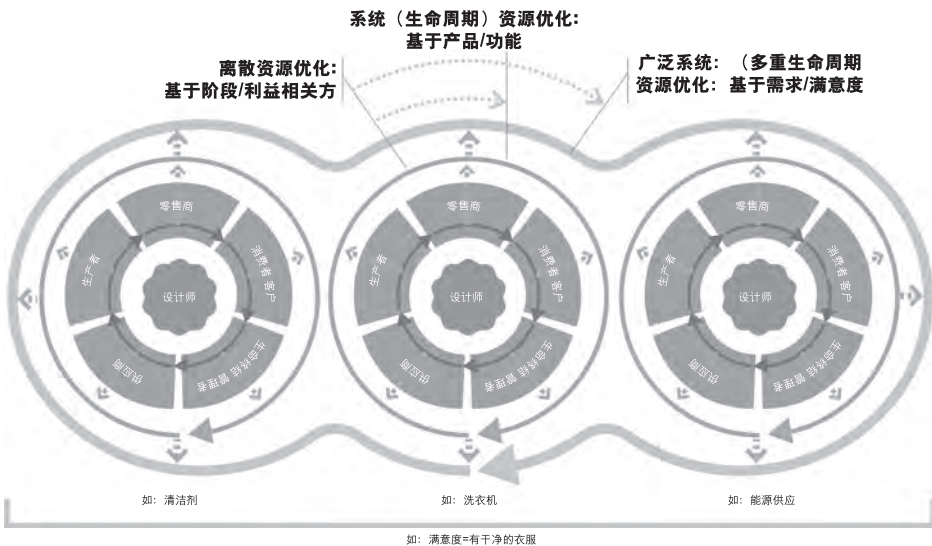 系统（生命周期）资源优化:
基于产品/功能
离散资源优化:
基于阶段/利益相关方
广泛系统: （多重生命周期
资源优化: 基于需求/满意度
零售商
生产者
消费者客户
设计师
供应商
生命终结 管理者
零售商
生产者
消费者客户
设计师
供应商
生命终结 管理者
零售商
生产者
消费者客户
设计师
供应商
生命终结 管理者
如: 清洁剂
如: 洗衣机
如: 能源供应
如: 满意度=有干净的衣服